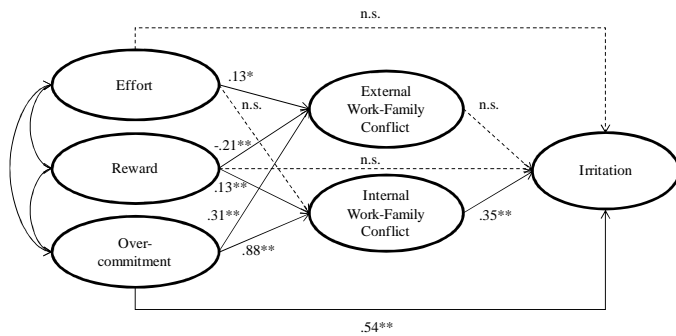 n.s.
Effort
.13*
n.s.
External
Work-Family
Conflict
n.s.
-.21**
Reward
n.s.
.13**
Irritation
Internal
Work-Family
Conflict
.31**
.35**
Over-
commitment
.88**
.54**